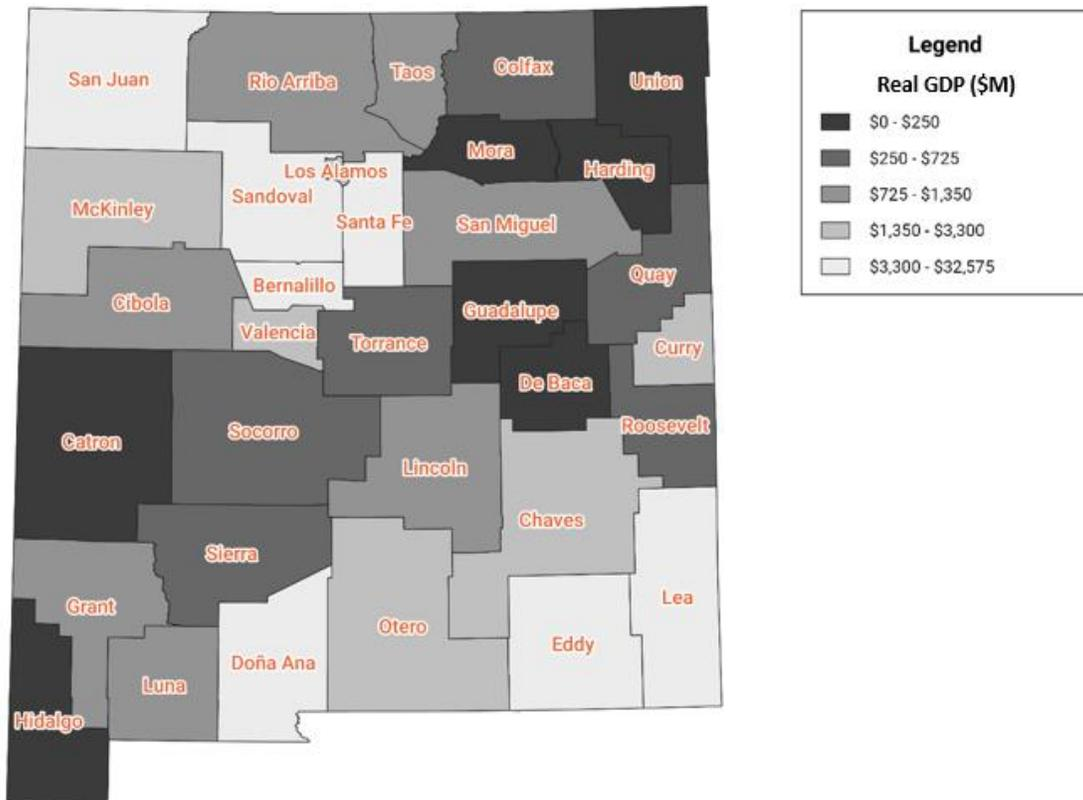 Legend
Real GDP ($M)
$0 - $250
$250 - $725
$725 - $1,350
$1,350 - $3,300
$3,300 - $32,575
San Juan
Rio Arriba
Taos
Colfax
Union
Mora
Harding
Los Alamos
Sandoval
Santa Fe
McKinley
San Miguel
Quay
Bernalillo
Cibola
Guadalupe
Valencia
Torrance
Curry
De Baca
Roosevelt
Catron
Socorro
Lincoln
Chaves
Sierra
Grant
Otero
Lea
Eddy
Doña Ana
Luna
Hidalgo